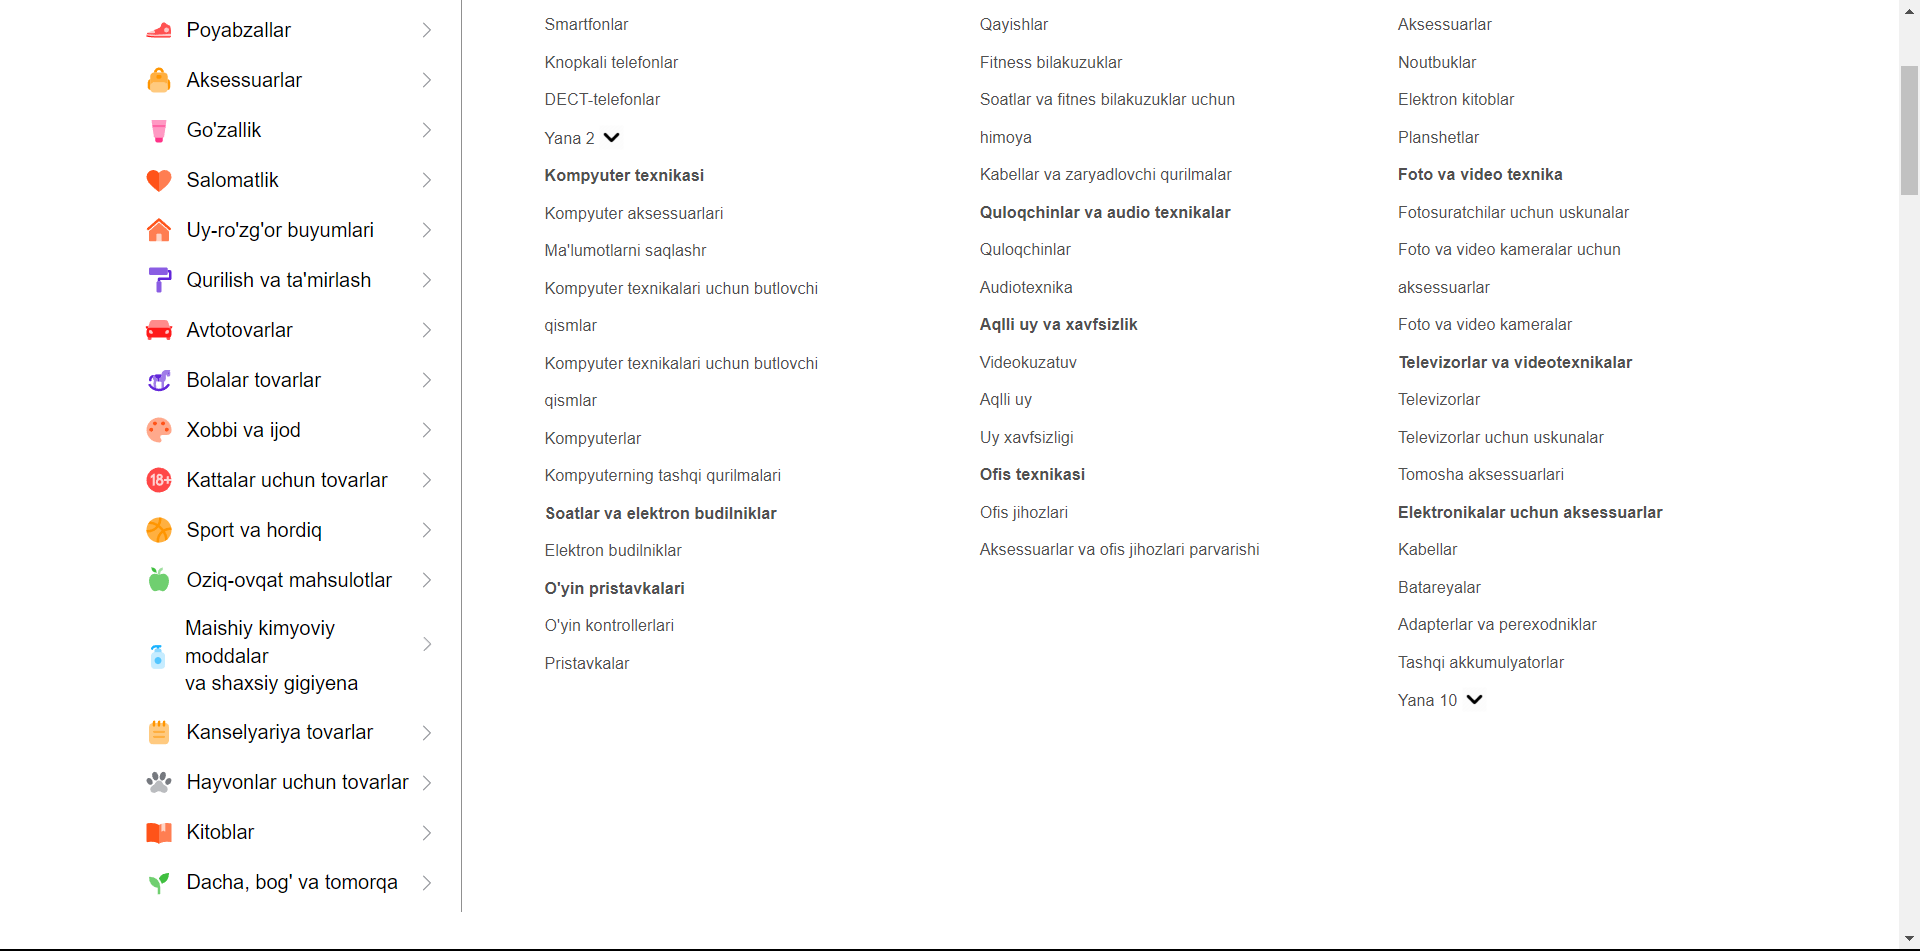 Poyabzallar
Aksessuarlar
Go'zallik
Salomatlik
Uy-ro'zg'or buyumlari
Qurilish va ta'mirlash
Avtotovarlar
Bolalar tovarlar
Xobbi va ijod
18+
Kattalar uchun tovarlar
Sport va hordiq
Oziq-ovqat mahsulotlar
Maishiy kimyoviy
moddalar
va shaxsiy gigiyena
Kanselyariya tovarlar
Hayvonlar uchun tovarlar
Kitoblar
Dacha, bog' va tomorqa
Smartfonlar
Knopkali telefonlar
DECT-telefonlar
Yana 2
Kompyuter texnikasi
Kompyuter aksessuarlari
Ma'lumotlarni saqlashr
Kompyuter texnikalari uchun butlovchi
qismlar
Kompyuter texnikalari uchun butlovchi
qismlar
Kompyuterlar
Kompyuterning tashqi qurilmalari
Soatlar va elektron budilniklar
Elektron budilniklar
O'yin pristavkalari
O'yin kontrollerlari
Pristavkalar
Qayishlar
Fitness bilakuzuklar
Soatlar va fitnes bilakuzuklar uchun
himoya
Kabellar va zaryadlovchi qurilmalar
Quloqchinlar va audio texnikalar
Quloqchinlar
Audiotexnika
Aqlli uy va xavfsizlik
Videokuzatuv
Aqlli uy
Uy xavfsizligi
Ofis texnikasi
Ofis jihozlari
Aksessuarlar va ofis jihozlari parvarishi
Aksessuarlar
Noutbuklar
Elektron kitoblar
Planshetlar
Foto va video texnika
Fotosuratchilar uchun uskunalar
Foto va video kameralar uchun
aksessuarlar
Foto va video kameralar
Televizorlar va videotexnikalar
Televizorlar
Televizorlar uchun uskunalar
Tomosha aksessuarlari
Elektronikalar uchun aksessuarlar
Kabellar
Batareyalar
Adapterlar va perexodniklar
Tashqi akkumulyatorlar
Yana 10